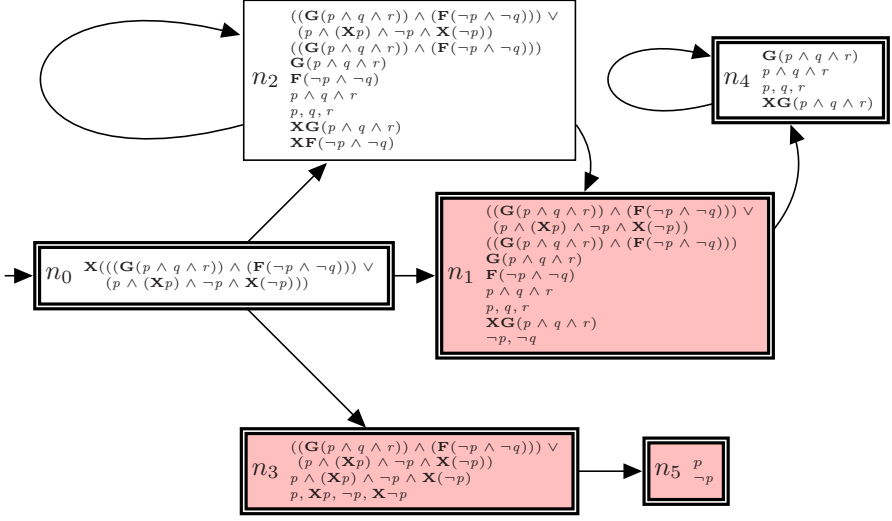 ((G(p ∧ q ∧ r)) ∧ (F(¬p ∧ ¬q))) ∨
(p ∧ (Xp) ∧ ¬p ∧ X(¬p))
((G(p ∧ q ∧ r)) ∧ (F(¬p ∧ ¬q)))
G(p ∧ q ∧ r)
n₂ F(¬p ∧ ¬q)
p ∧ q ∧ r
p, q, r
XG(p ∧ q ∧ r)
XF(¬p ∧ ¬q)
G(p ∧ q ∧ r)
n₄ p ∧ q ∧ r
p, q, r
XG(p ∧ q ∧ r)
n₀ X(((G(p ∧ q ∧ r)) ∧ (F(¬p ∧ ¬q))) ∨
(p ∧ (Xp) ∧ ¬p ∧ X(¬p)))
((G(p ∧ q ∧ r)) ∧ (F(¬p ∧ ¬q))) ∨
(p ∧ (Xp) ∧ ¬p ∧ X(¬p))
((G(p ∧ q ∧ r)) ∧ (F(¬p ∧ ¬q)))
G(p ∧ q ∧ r)
n₁ F(¬p ∧ ¬q)
p ∧ q ∧ r
p, q, r
XG(p ∧ q ∧ r)
¬p, ¬q
((G(p ∧ q ∧ r)) ∧ (F(¬p ∧ ¬q))) ∨
(p ∧ (Xp) ∧ ¬p ∧ X(¬p))
n₃ p ∧ (Xp) ∧ ¬p ∧ X(¬p)
p, Xp, ¬p, X¬p
n₅ p
¬p